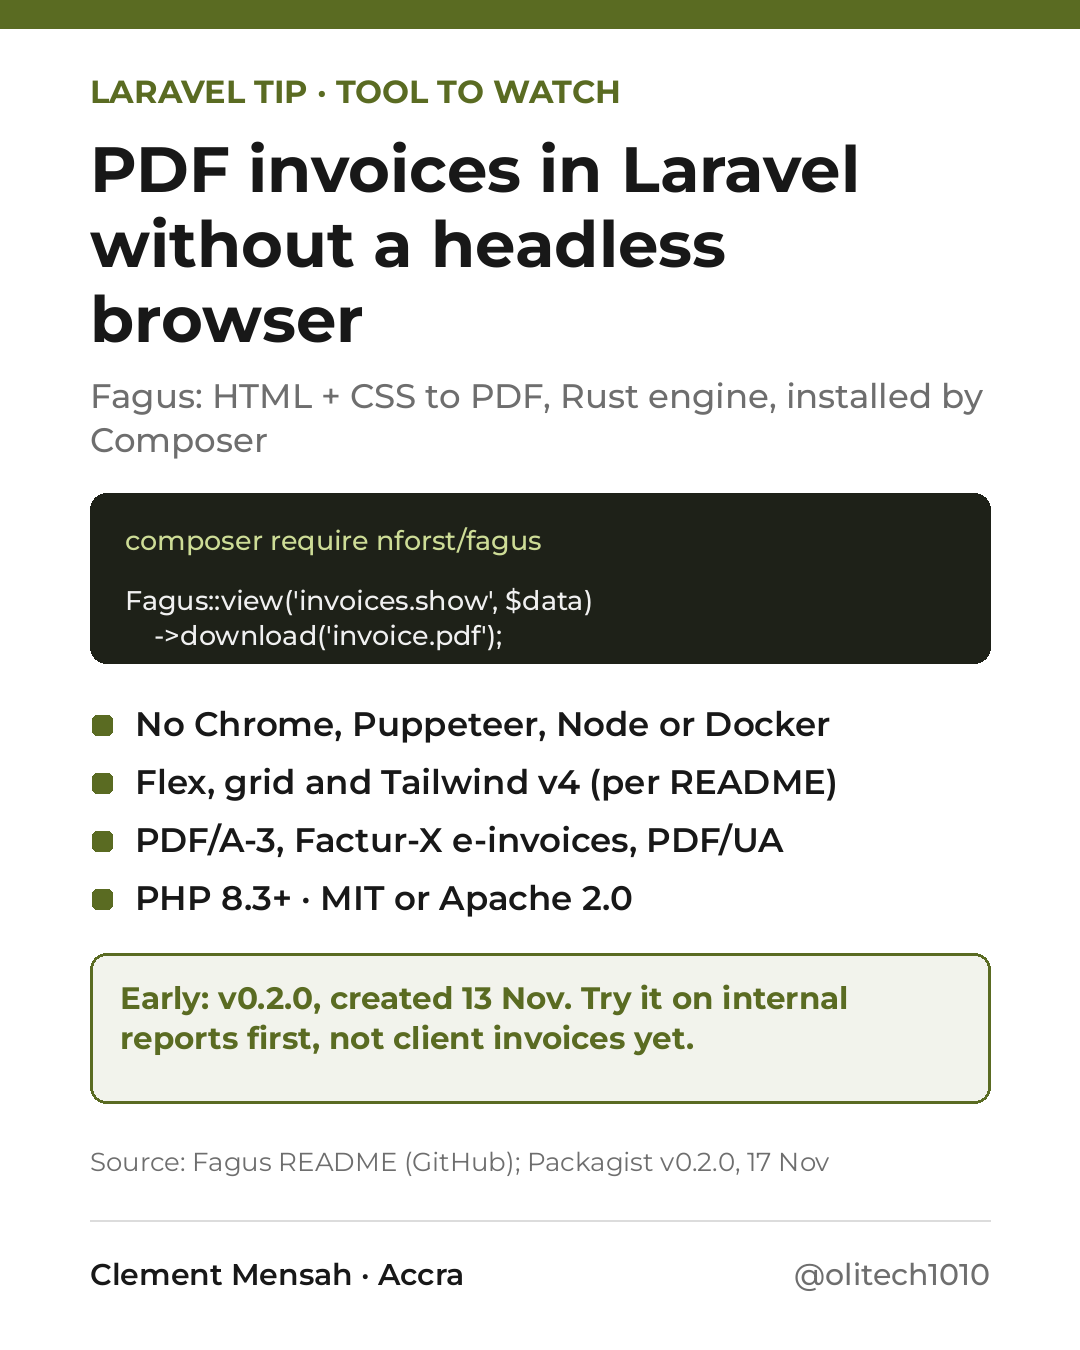 LARAVEL TIP · TOOL TO WATCH
PDF invoices in Laravel
without a headless
browser
Fagus: HTML + CSS to PDF, Rust engine, installed by
Composer
composer require nforst/fagus
Fagus::view('invoices.show', $data)
->download('invoice.pdf');
No Chrome, Puppeteer, Node or Docker
Flex, grid and Tailwind v4 (per README)
PDF/A-3, Factur-X e-invoices, PDF/UA
PHP 8.3+ · MIT or Apache 2.0
Early: v0.2.0, created 13 Nov. Try it on internal
reports first, not client invoices yet.
Source: Fagus README (GitHub); Packagist v0.2.0, 17 Nov
Clement Mensah · Accra
@olitech1010